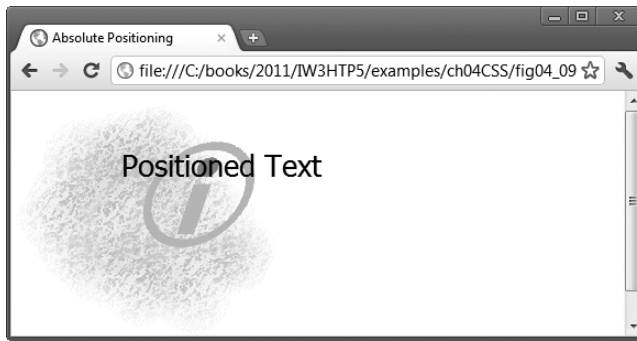 Absolute Positioning
file:///C:/books/2011/IW3HTP5/examples/ch04CSS/fig04_09
Positioned Text
i